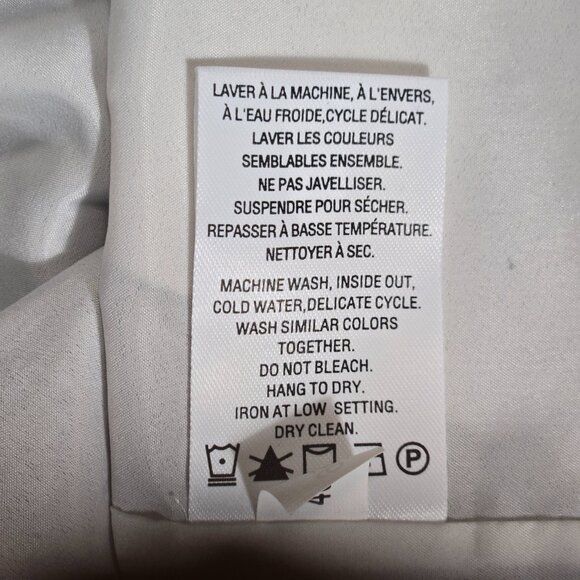 LAVER À LA MACHINE, À L'ENVERS,
À L'EAU FROIDE,CYCLE DÉLICAT.
LAVER LES COULEURS
SEMBLABLES ENSEMBLE.
NE PAS JAVELLISER.
SUSPENDRE POUR SÉCHER.
REPASSER À BASSE TEMPÉRATURE.
NETTOYER À SEC.
MACHINE WASH, INSIDE OUT,
COLD WATER,DELICATE CYCLE.
WASH SIMILAR COLORS
TOGETHER.
DO NOT BLEACH.
HANG TO DRY.
IRON AT LOW SETTING.
DRY CLEAN.
P